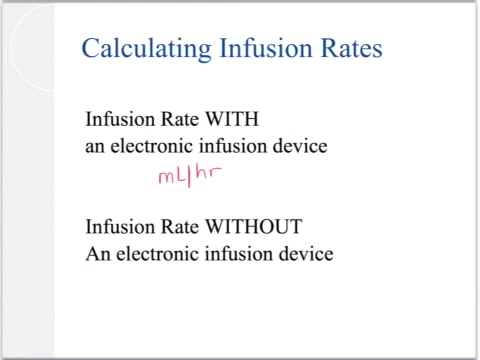 Calculating Infusion Rates
Infusion Rate WITH
an electronic infusion device
mL/hr
Infusion Rate WITHOUT
An electronic infusion device